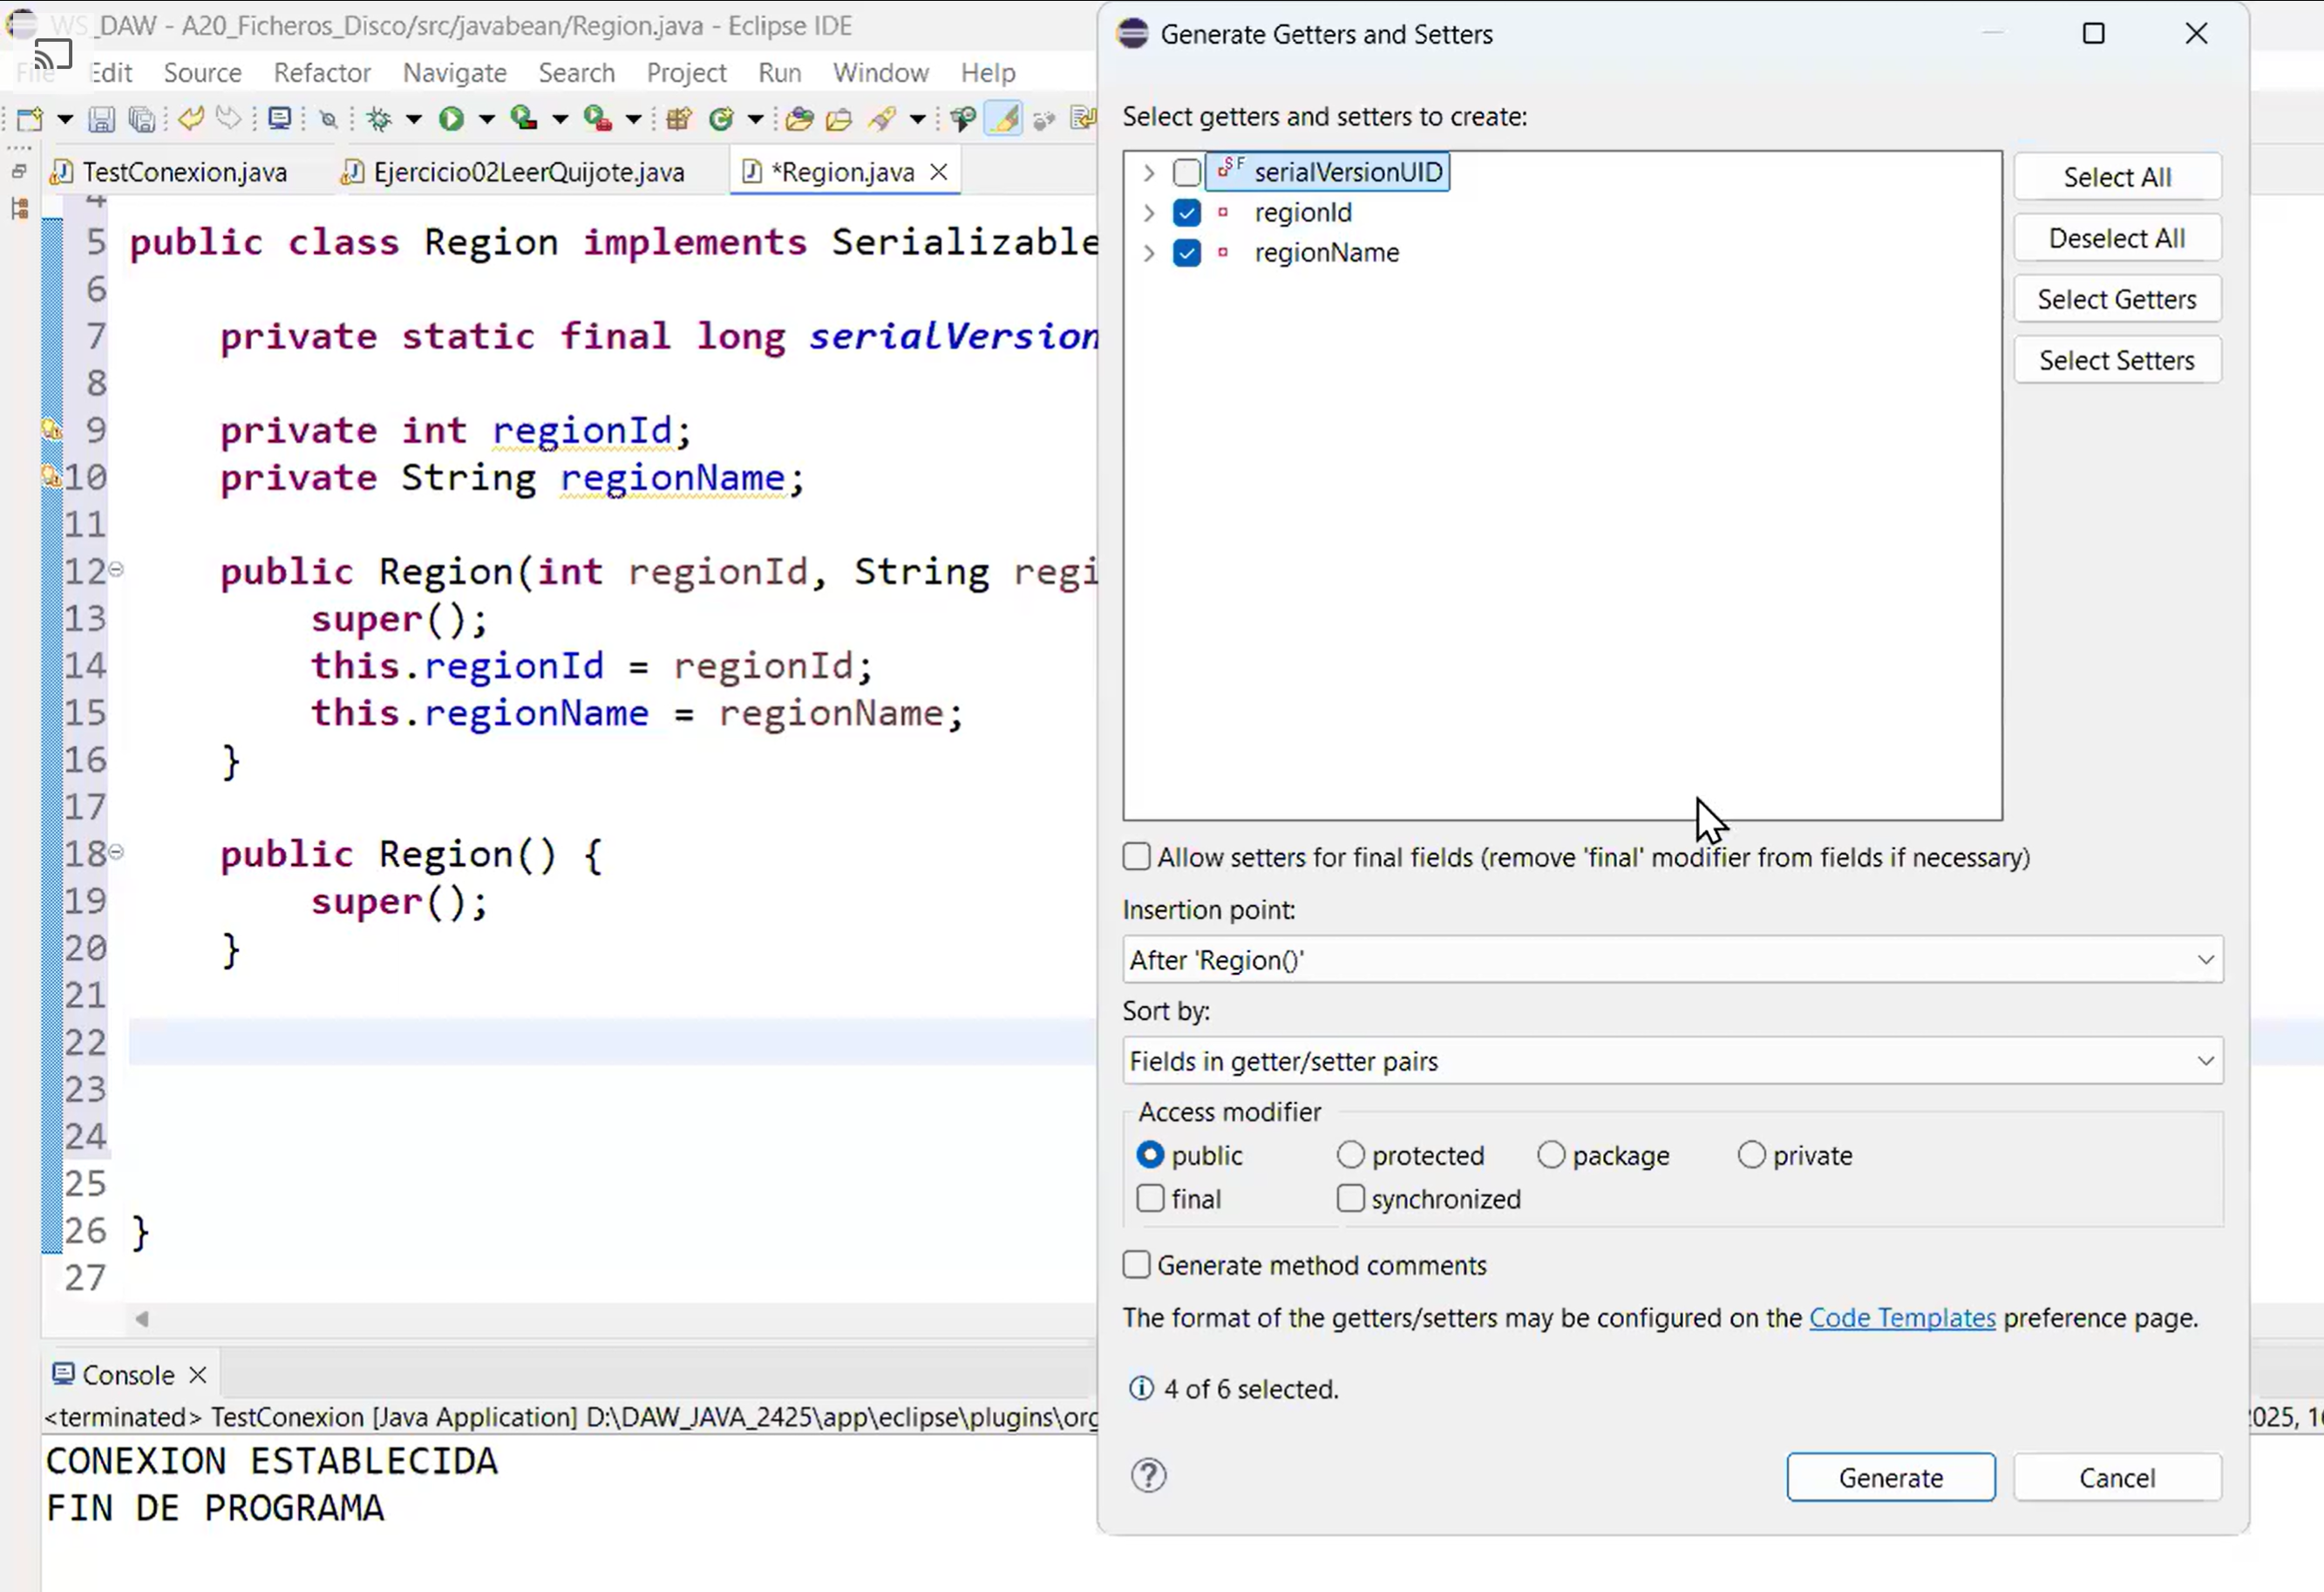 WS_DAW - A20_Ficheros_Disco/src/javabean/Region.java - Eclipse IDE
File Edit Source Refactor Navigate Search Project Run Window Help
TestConexion.java Ejercicio02LeerQuijote.java *Region.java
4
5 public class Region implements Serializable
6
7 private static final long serialVersion
8
9 private int regionId;
10 private String regionName;
11
12 public Region(int regionId, String regi
13 super();
14 this.regionId = regionId;
15 this.regionName = regionName;
16 }
17
18 public Region() {
19 super();
20 }
21
22
23
24
25
26 }
27
Console
<terminated> TestConexion [Java Application] D:\DAW_JAVA_2425\app\eclipse\plugins\org
2025, 1
CONEXION ESTABLECIDA
FIN DE PROGRAMA
Generate Getters and Setters
Select getters and setters to create:
S F serialVersionUID
regionId
regionName
Select All
Deselect All
Select Getters
Select Setters
Allow setters for final fields (remove 'final' modifier from fields if necessary)
Insertion point:
After 'Region()'
Sort by:
Fields in getter/setter pairs
Access modifier
public protected package private
final synchronized
Generate method comments
The format of the getters/setters may be configured on the Code Templates preference page.
4 of 6 selected.
Generate Cancel